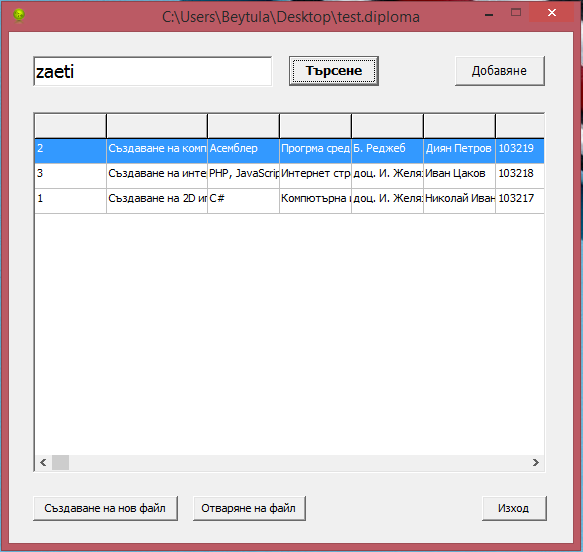 C:\Users\Beytula\Desktop\test.diploma
zaeti Търсене Добавяне
2 Създаване на комп Асемблер Прогрма сред Б. Реджеб Диян Петров 103219
3 Създаване на инте PHP, JavaScrip Интернет стр доц. И. Желя Иван Цаков 103218
1 Създаване на 2D иг C# Компютърна доц. И. Желя Николай Иван 103217
Създаване на нов файл Отваряне на файл Изход